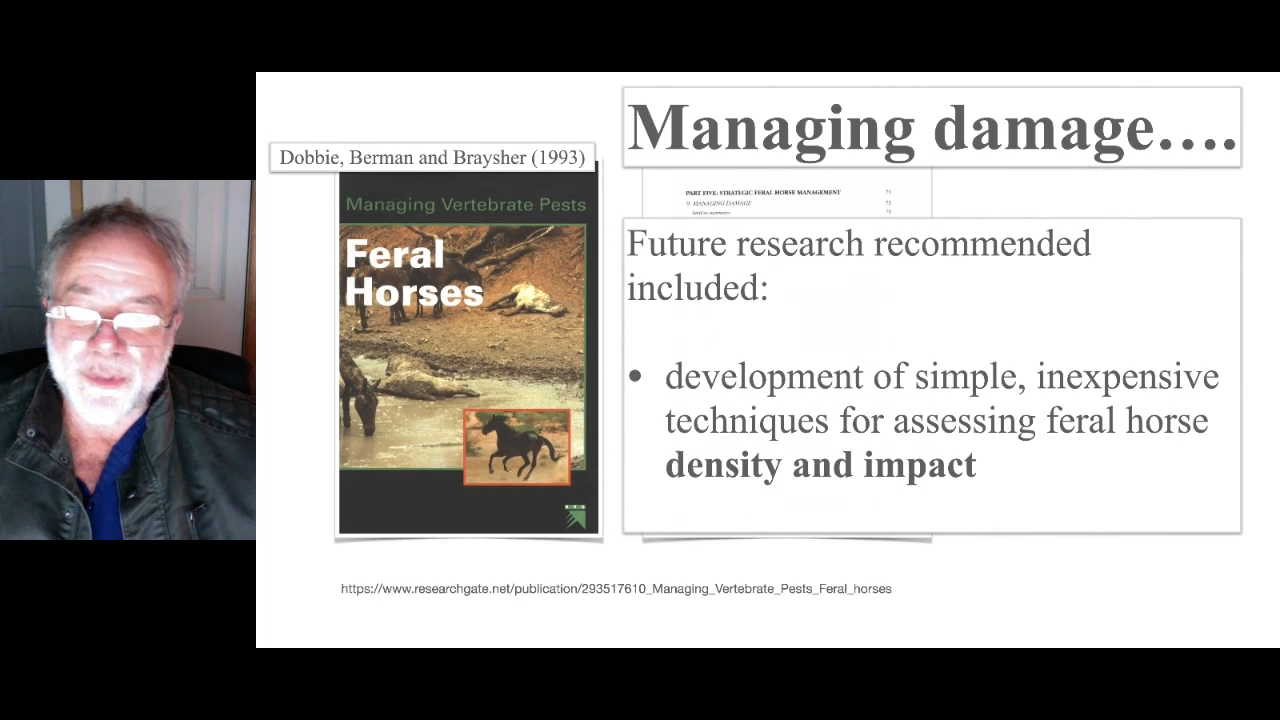 Managing damage….
Dobbie, Berman and Braysher (1993)
Managing Vertebrate Pests
Feral
Horses
PART FIVE: STRATEGIC FERAL HORSE MANAGEMENT 71
9 MANAGING DAMAGE 72
Future research recommended
included:
• development of simple, inexpensive
techniques for assessing feral horse
density and impact
https://www.researchgate.net/publication/293517610_Managing_Vertebrate_Pests_Feral_horses